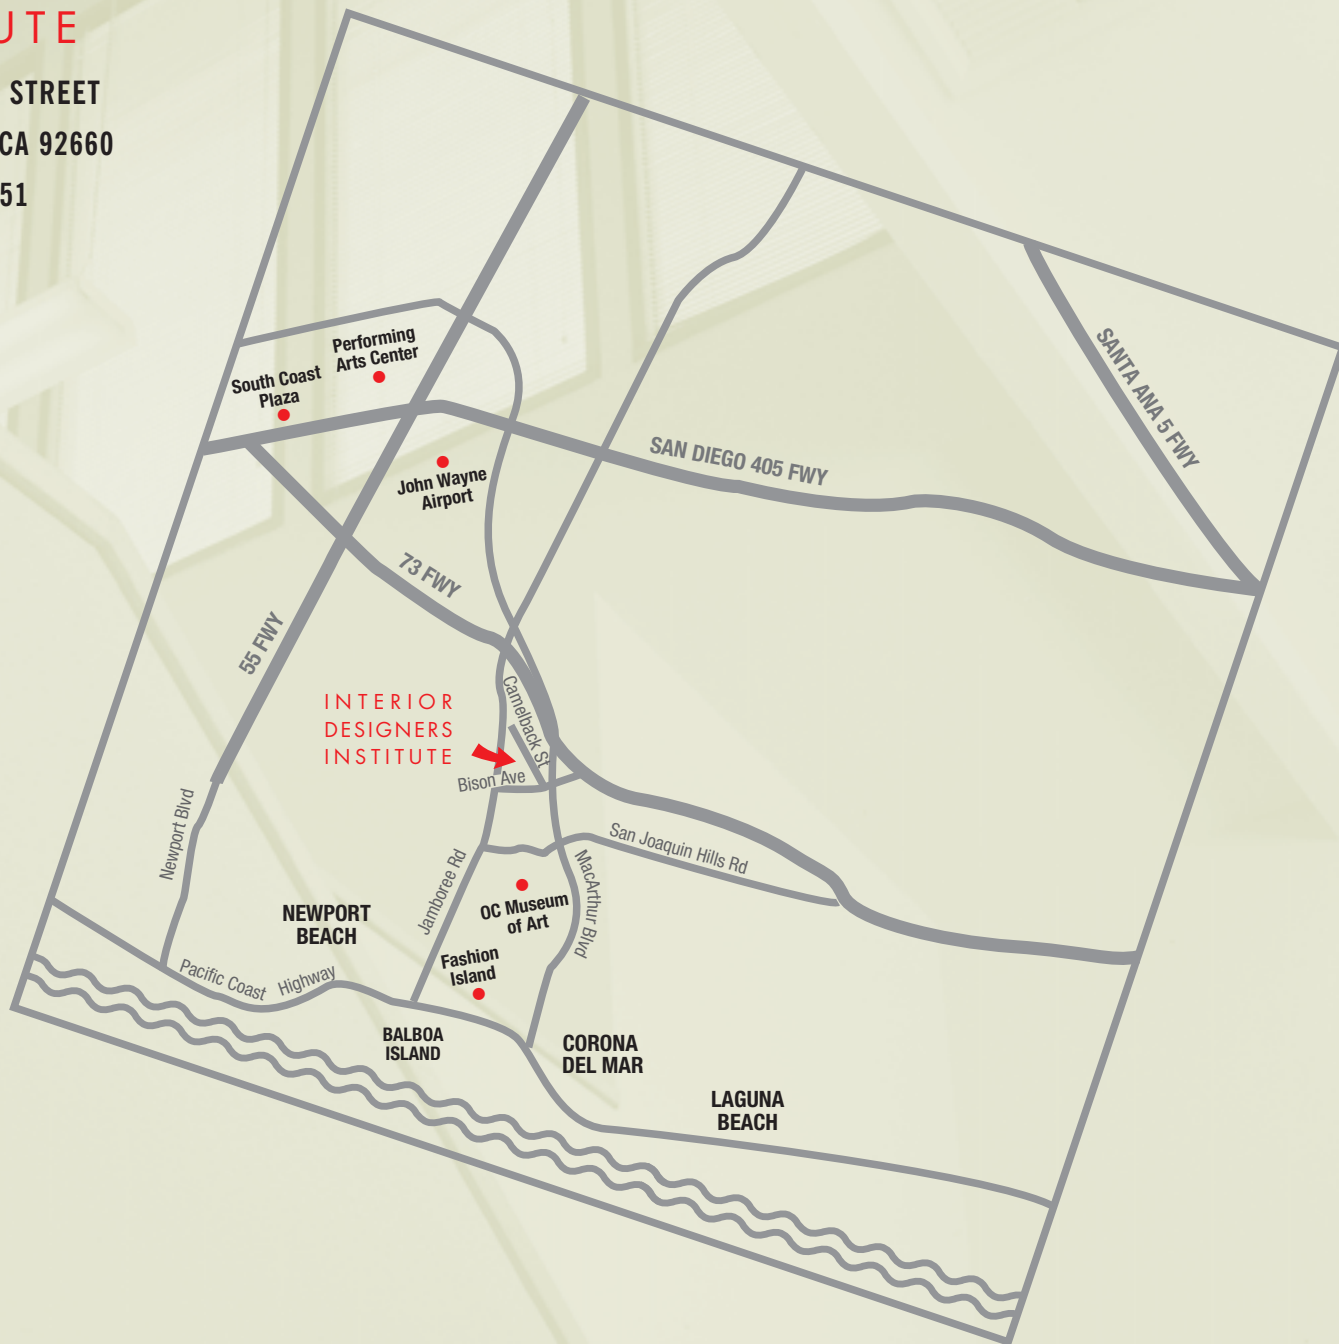 UTE
STREET
CA 92660
51
Performing
Arts Center
South Coast
Plaza
John Wayne
Airport
SAN DIEGO 405 FWY
SANTA ANA 5 FWY
73 FWY
55 FWY
INTERIOR
DESIGNERS
INSTITUTE
Camelback St
Bison Ave
Newport Blvd
San Joaquin Hills Rd
Jamboree Rd
MacArthur Blvd
OC Museum
of Art
NEWPORT
BEACH
Fashion
Island
Pacific Coast Highway
BALBOA
ISLAND
CORONA
DEL MAR
LAGUNA
BEACH